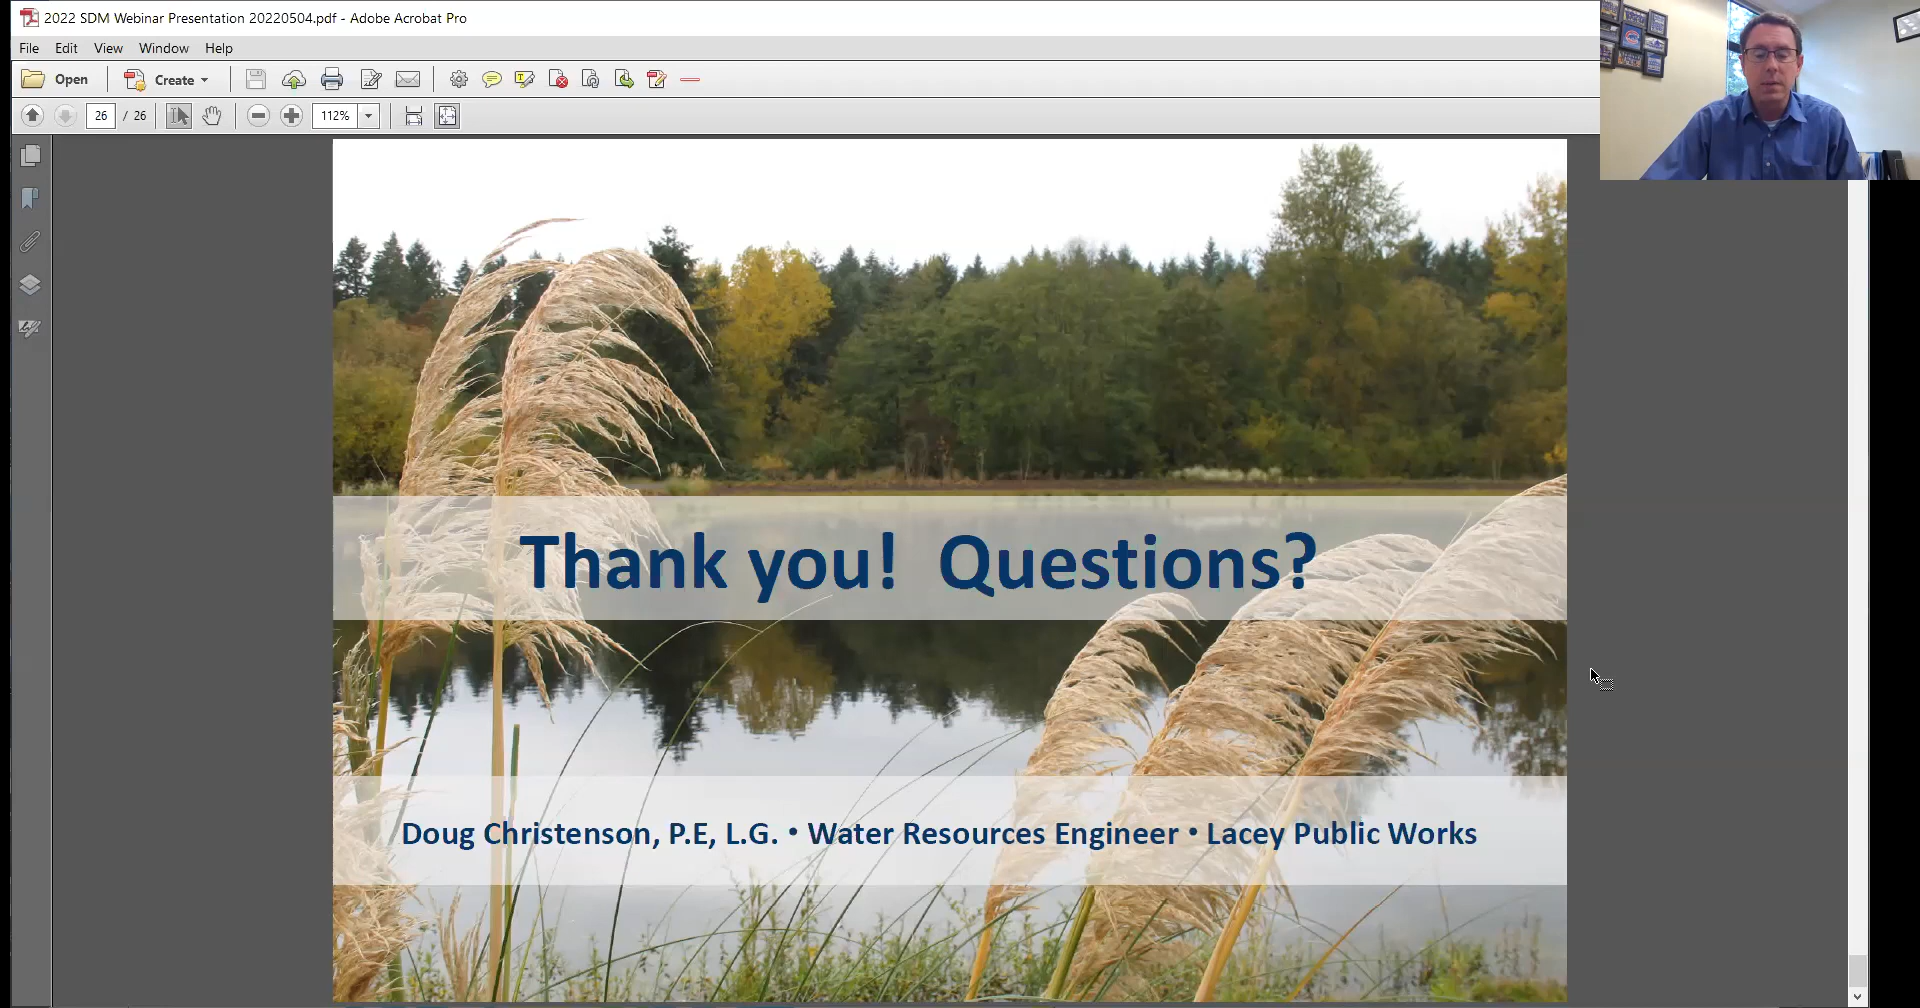 2022 SDM Webinar Presentation 20220504.pdf - Adobe Acrobat Pro
File Edit View Window Help
Open Create
26 / 26 112%
Thank you! Questions?
Doug Christenson, P.E, L.G. • Water Resources Engineer • Lacey Public Works